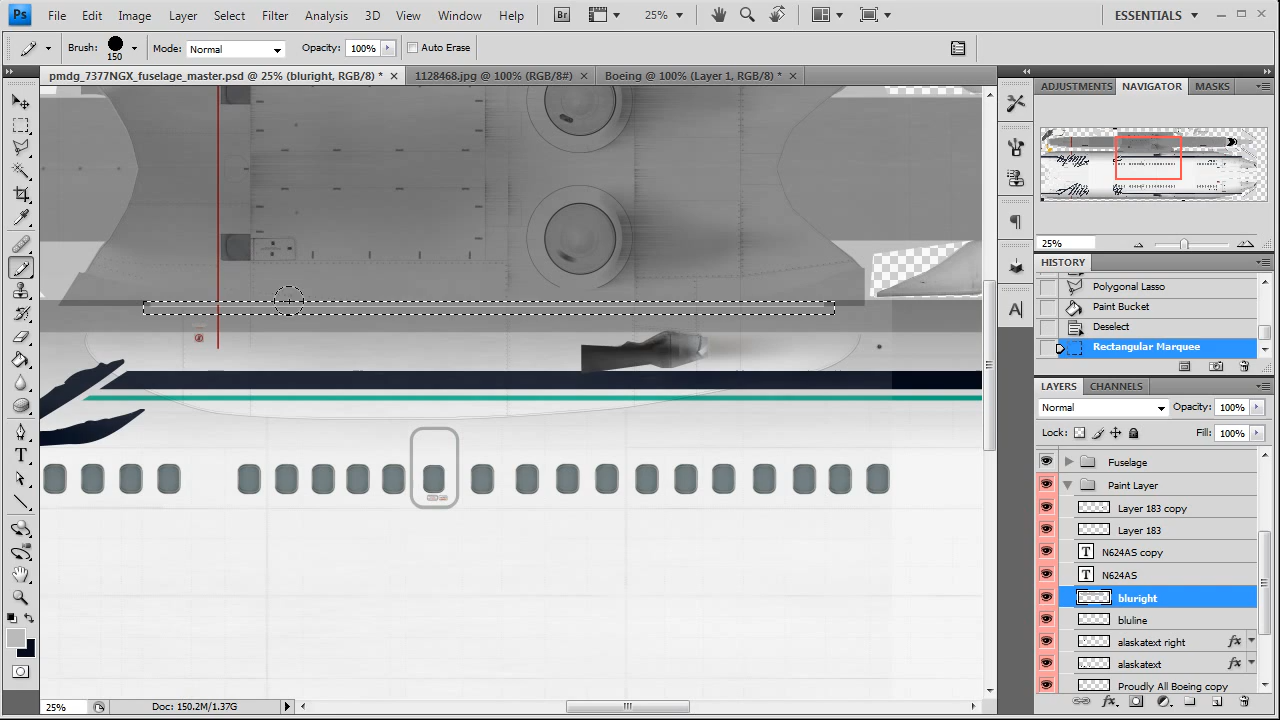 Ps File Edit Image Layer Select Filter Analysis 3D View Window Help Br 25% ESSENTIALS
Brush: 150 Mode: Normal Opacity: 100% Auto Erase
pmdg_7377NGX_fuselage_master.psd @ 25% (bluright, RGB/8) * 1128468.jpg @ 100% (RGB/8#) Boeing @ 100% (Layer 1, RGB/8) *
ADJUSTMENTS NAVIGATOR MASKS
25%
HISTORY
Polygonal Lasso
Paint Bucket
Deselect
Rectangular Marquee
LAYERS CHANNELS
Normal Opacity: 100%
Lock: Fill: 100%
Fuselage
Paint Layer
Layer 183 copy
Layer 183
T N624AS copy
T N624AS
bluright
bluline
alaskatext right fx
alaskatext fx
Proudly All Boeing copy
25% Doc: 150.2M/1.37G